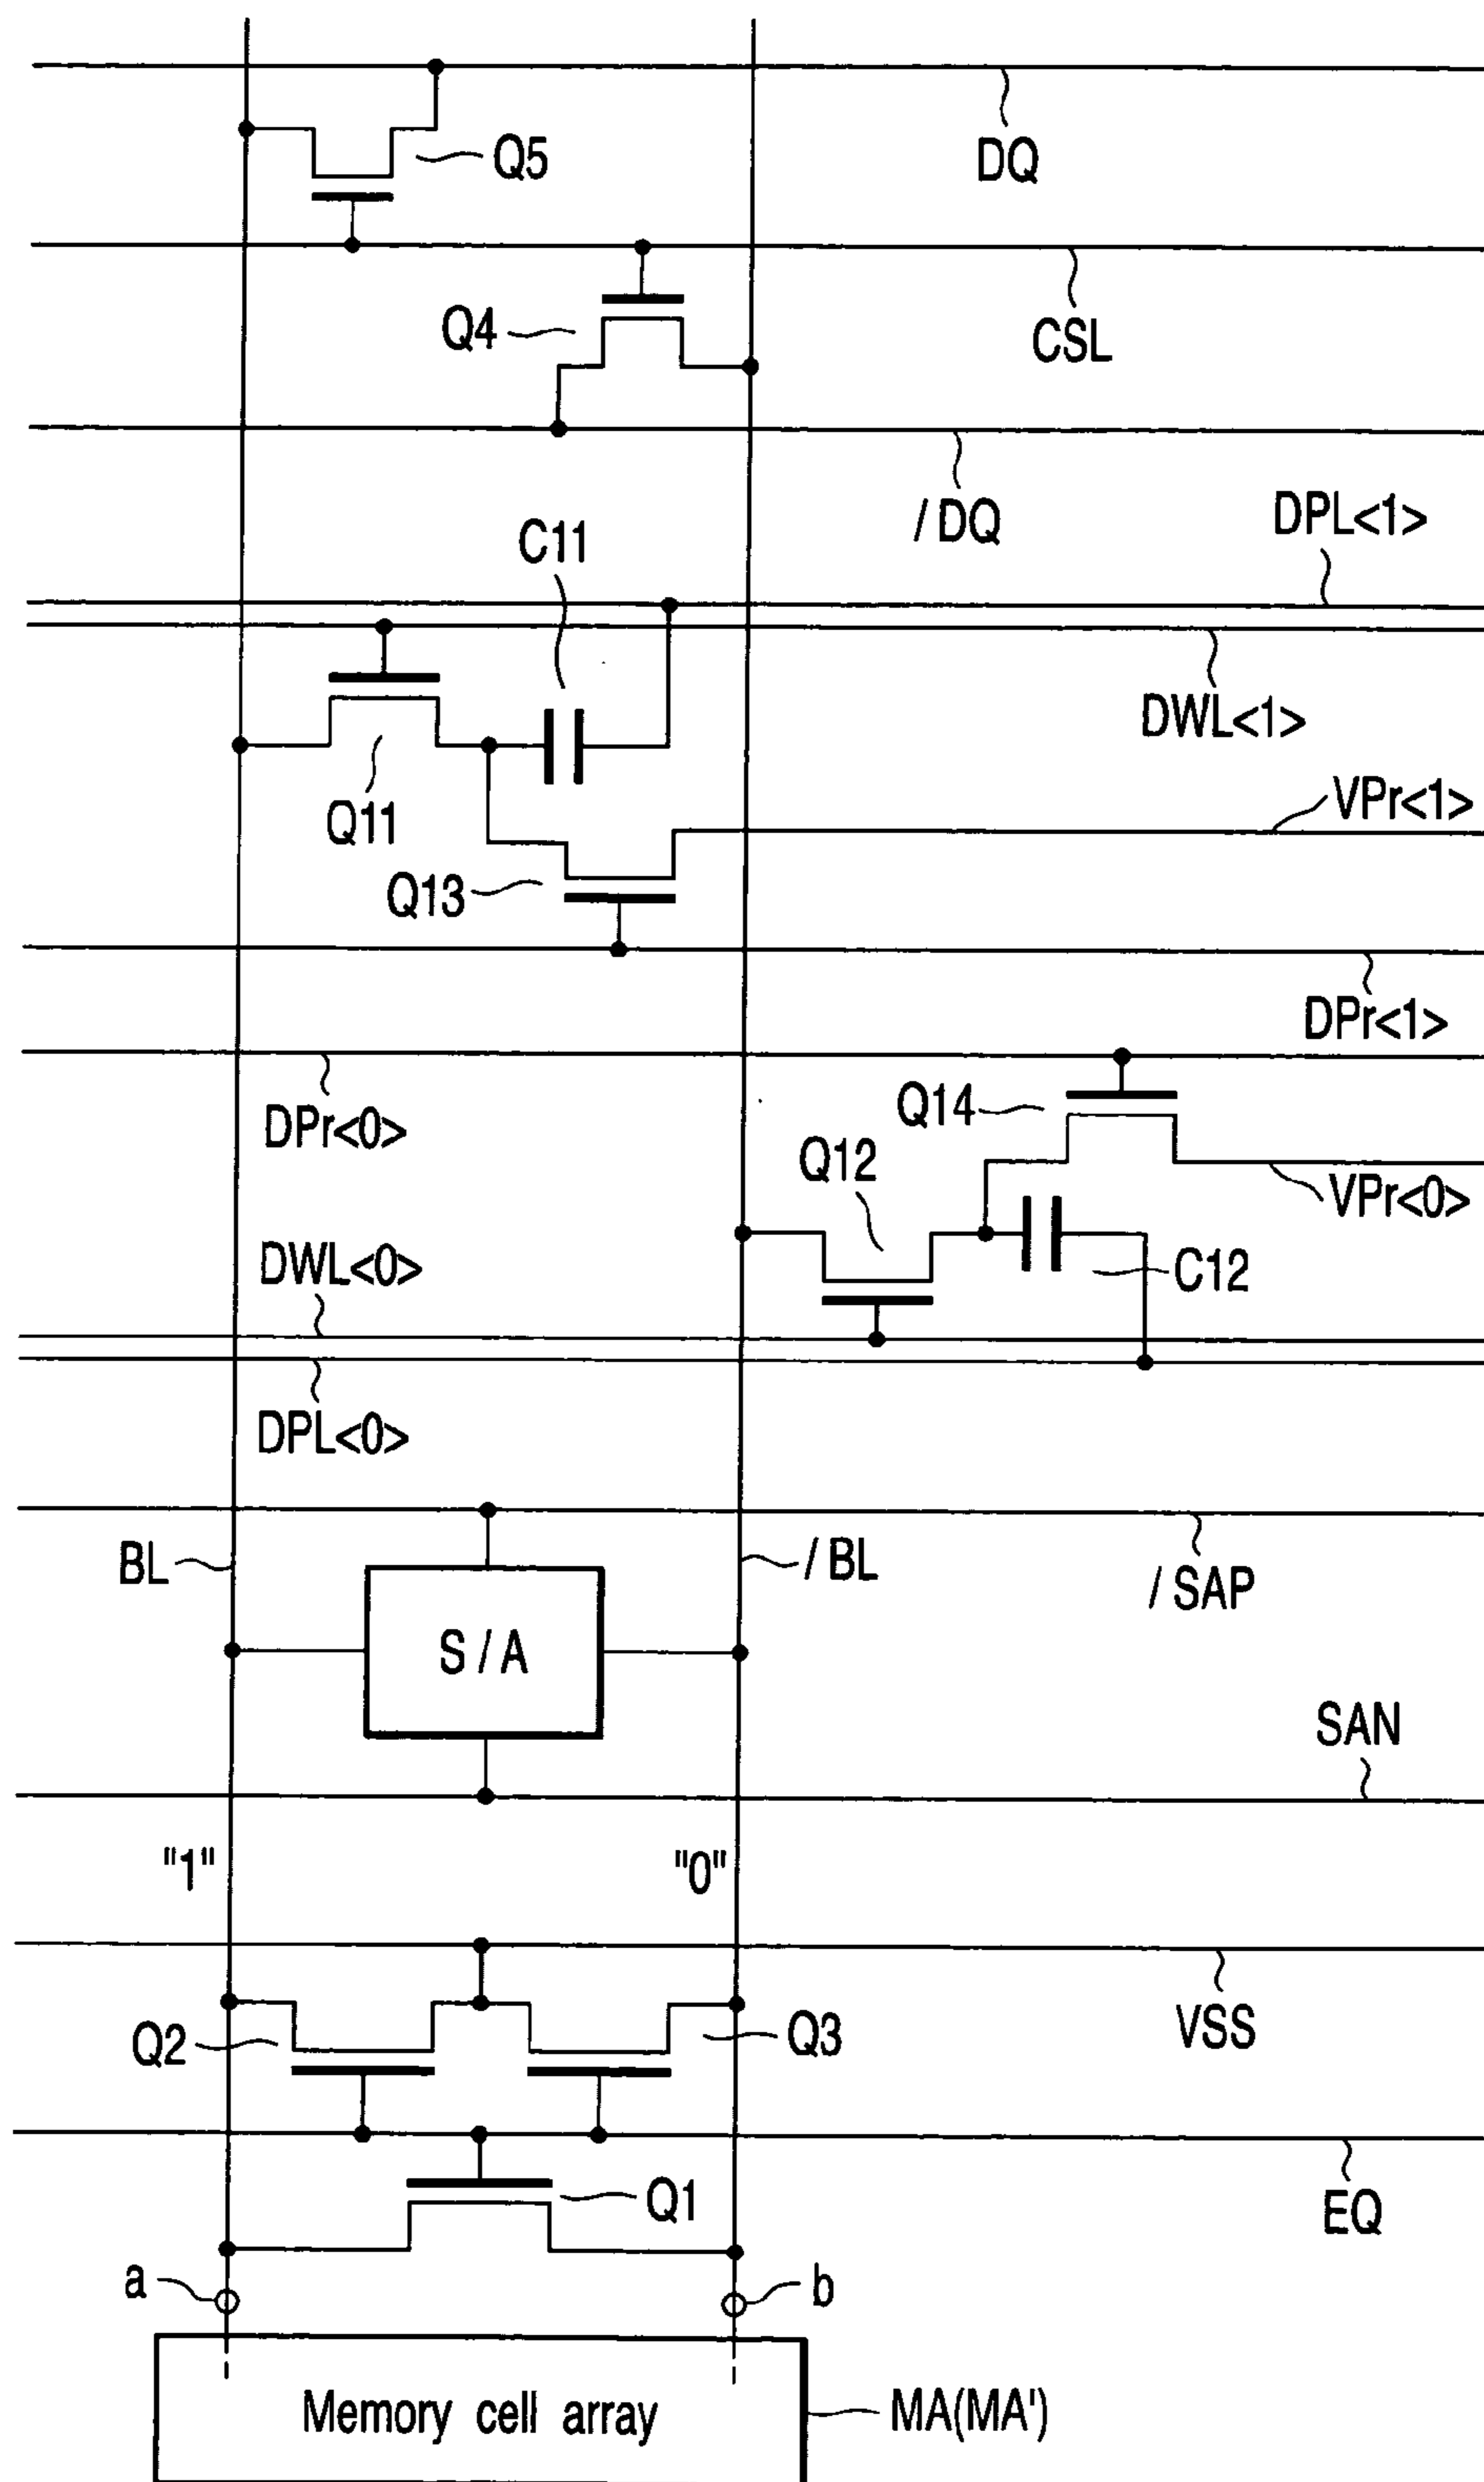 Q5
DQ
Q4
CSL
/ DQ
DPL<1>
C11
DWL<1>
Q11
VPr<1>
Q13
DPr<1>
DPr<0>
Q14
Q12
VPr<0>
DWL<0>
C12
DPL<0>
BL
/ BL
/ SAP
S / A
SAN
"1"
"0"
Q2
Q3
VSS
Q1
EQ
a
b
Memory cell array
MA(MA')